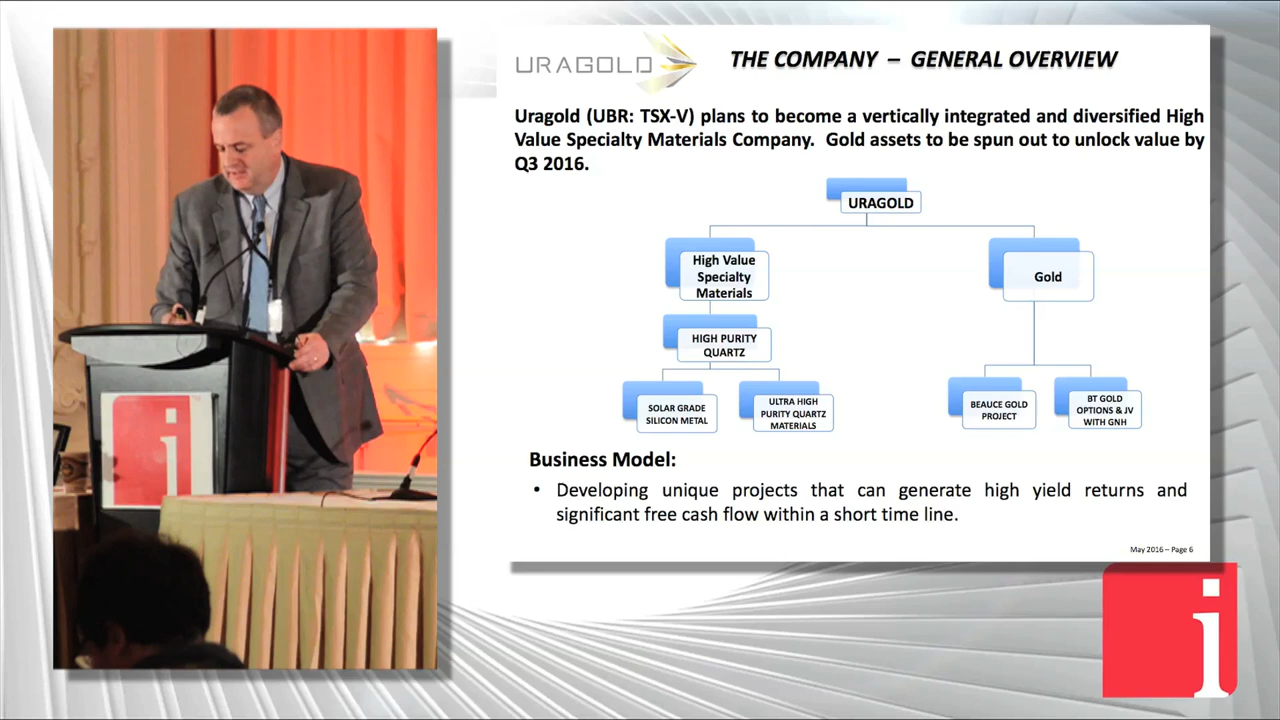 URAGOLD
THE COMPANY – GENERAL OVERVIEW
Uragold (UBR: TSX-V) plans to become a vertically integrated and diversified High
Value Specialty Materials Company. Gold assets to be spun out to unlock value by
Q3 2016.
URAGOLD
High Value
Specialty
Materials
Gold
HIGH PURITY
QUARTZ
SOLAR GRADE
SILICON METAL
ULTRA HIGH
PURITY QUARTZ
MATERIALS
BEAUCE GOLD
PROJECT
BT GOLD
OPTIONS & JV
WITH GNH
Business Model:
• Developing unique projects that can generate high yield returns and
significant free cash flow within a short time line.
May 2016 – Page 6
i
i